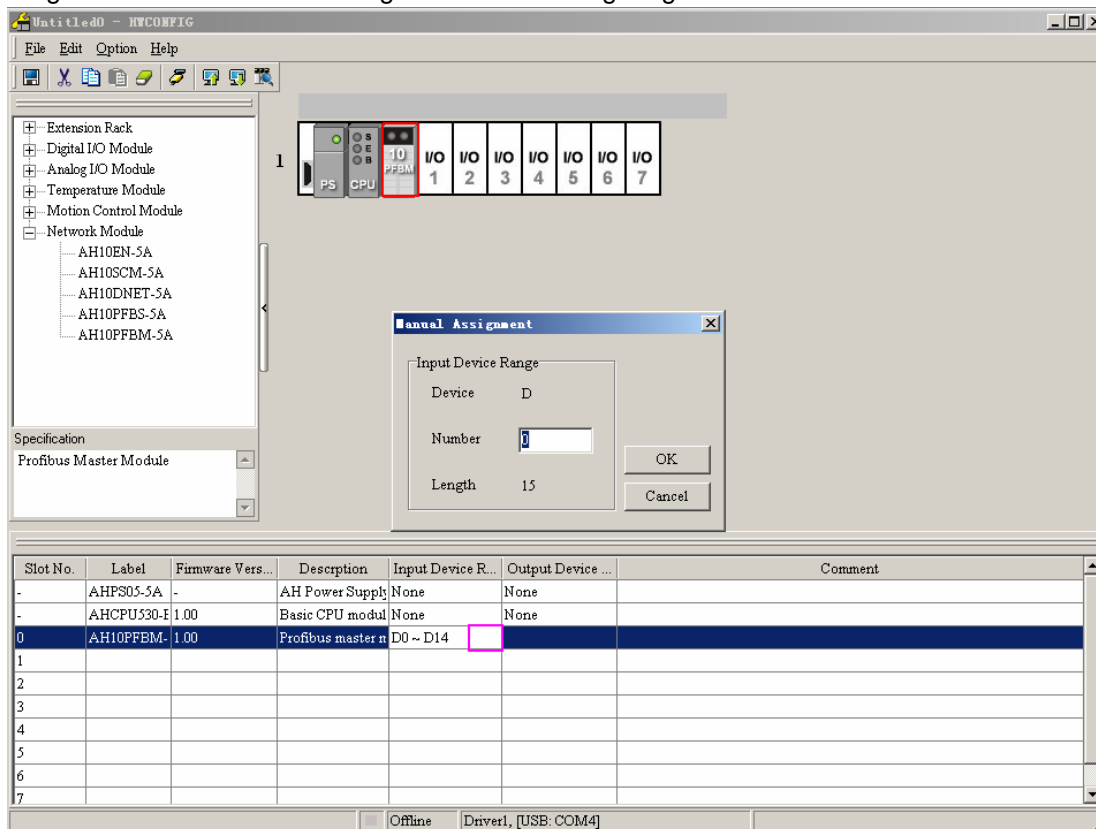 Untitled0 - HWCONFIG
File Edit Option Help
Extension Rack
Digital I/O Module
Analog I/O Module
Temperature Module
Motion Control Module
Network Module
AH10EN-5A
AH10SCM-5A
AH10DNET-5A
AH10PFBS-5A
AH10PFBM-5A
Specification
Profibus Master Module
1
PS
CPU
S
E
B
10
PFBM
I/O 1
I/O 2
I/O 3
I/O 4
I/O 5
I/O 6
I/O 7
Manual Assignment
Input Device Range
Device D
Number 0
Length 15
OK
Cancel
Slot No. Label Firmware Vers... Descrption Input Device R... Output Device ... Comment
- AHPS05-5A - AH Power Supply None None
- AHCPU530-E 1.00 Basic CPU modul None None
0 AH10PFBM- 1.00 Profibus master m D0 ~ D14
1
2
3
4
5
6
7
Offline Driver1, [USB: COM4]